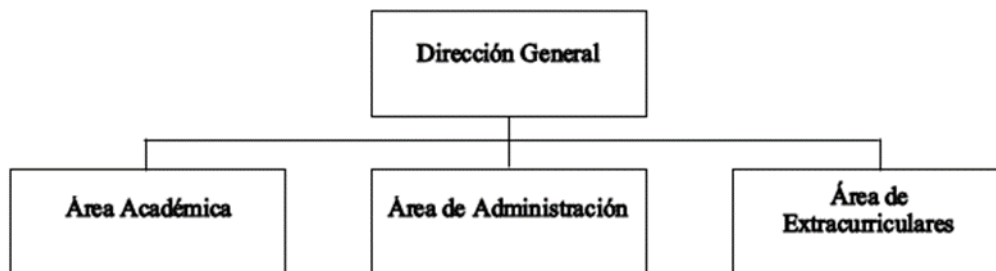 Dirección General
Área Académica
Área de Administración
Área de
Extracurriculares